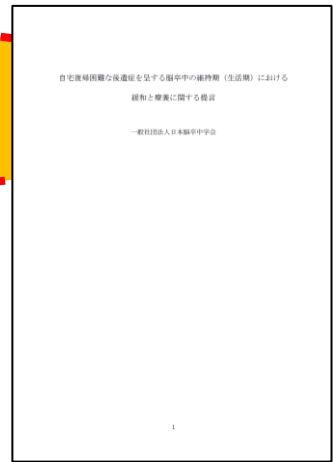 自宅復帰困難な後遺症を呈する脳卒中の維持期（生活期）における
緩和と療養に関する提言
一般社団法人日本脳卒中学会
1